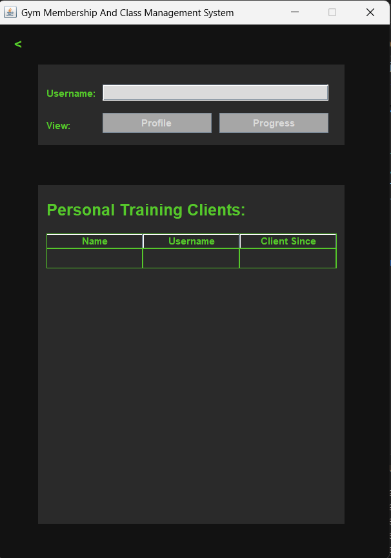 Gym Membership And Class Management System
<
Username:
View: Profile Progress
Personal Training Clients:
Name Username Client Since